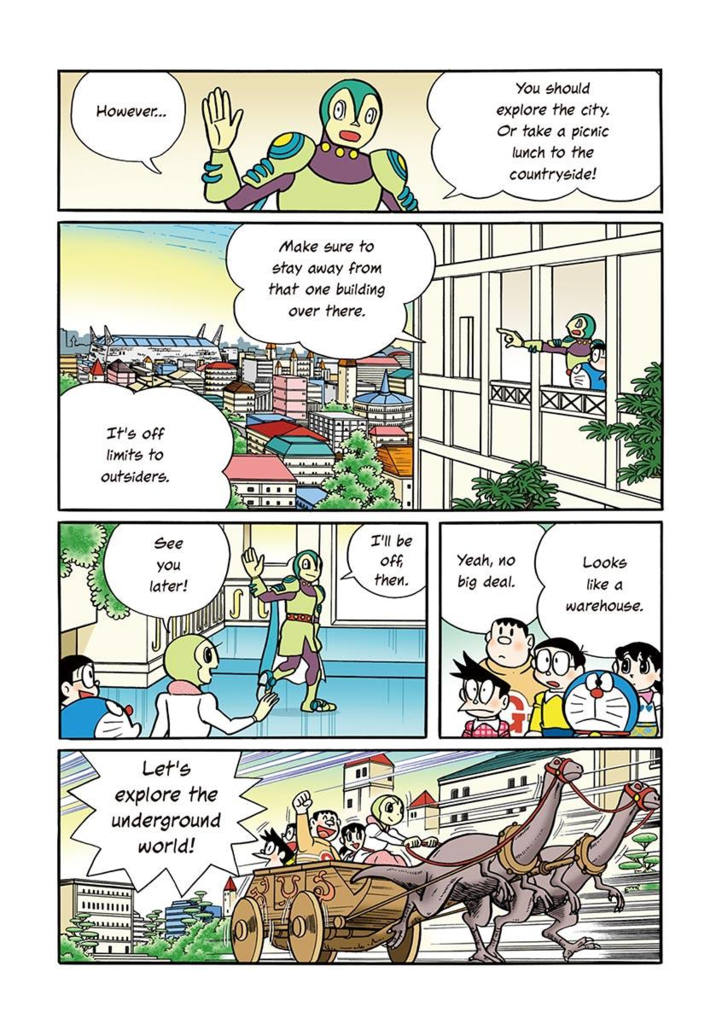 However...
You should
explore the city.
Or take a picnic
lunch to the
countryside!
Make sure to
stay away from
that one building
over there.
It's off
limits to
outsiders.
See
you
later!
I'll be
off,
then.
Yeah, no
big deal.
Looks
like a
warehouse.
G
Let's
explore the
underground
world!